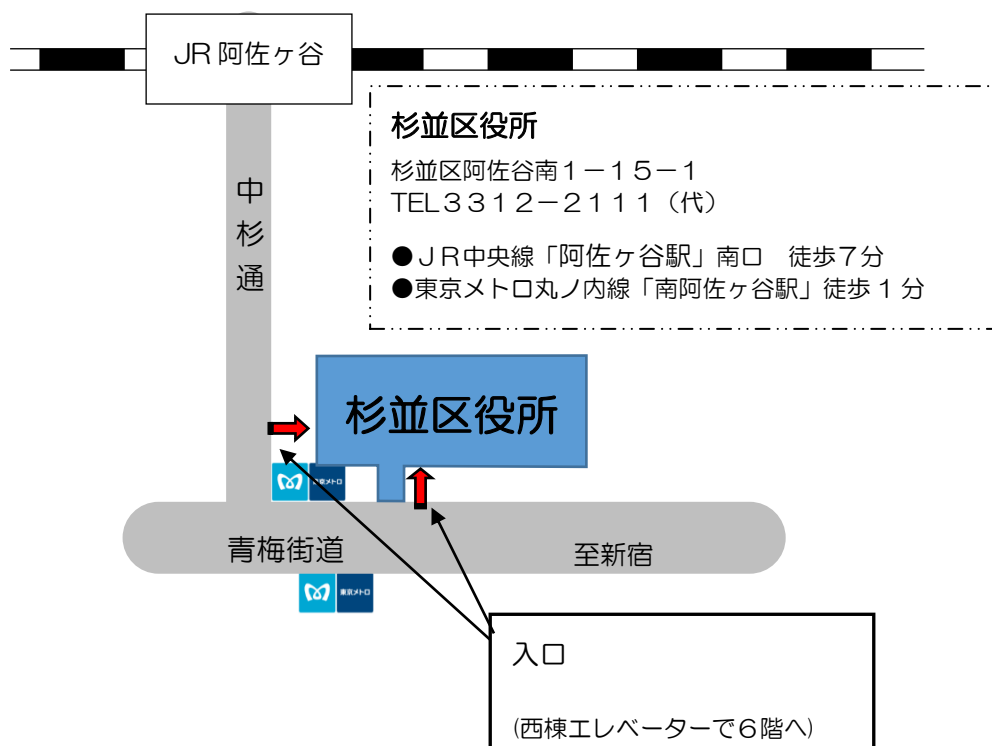 JR 阿佐ヶ谷
杉並区役所
杉並区阿佐谷南１－１５－１
TEL３３１２－２１１１（代）
●ＪＲ中央線「阿佐ヶ谷駅」南口　徒歩７分
●東京メトロ丸ノ内線「南阿佐ヶ谷駅」徒歩 1 分
中杉通
杉並区役所
東京メトロ
青梅街道
至新宿
東京メトロ
入口
(西棟エレベーターで６階へ)